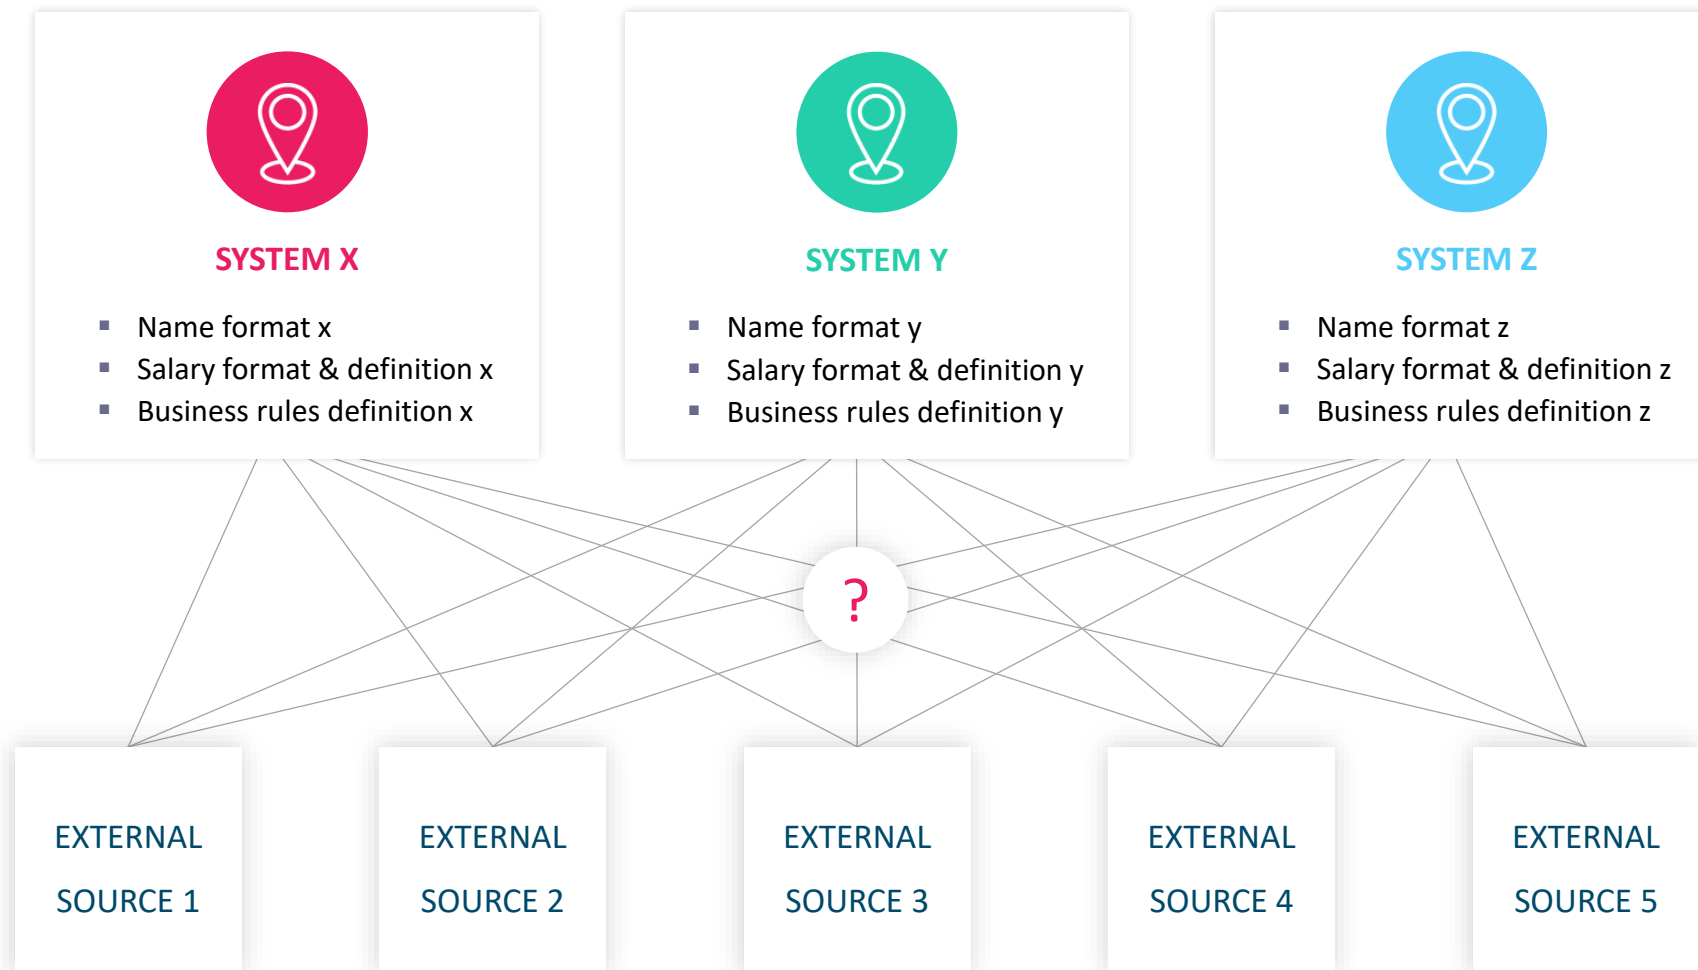 SYSTEM X
▪ Name format x
▪ Salary format & definition x
▪ Business rules definition x
SYSTEM Y
▪ Name format y
▪ Salary format & definition y
▪ Business rules definition y
SYSTEM Z
▪ Name format z
▪ Salary format & definition z
▪ Business rules definition z
?
EXTERNAL
SOURCE 1
EXTERNAL
SOURCE 2
EXTERNAL
SOURCE 3
EXTERNAL
SOURCE 4
EXTERNAL
SOURCE 5